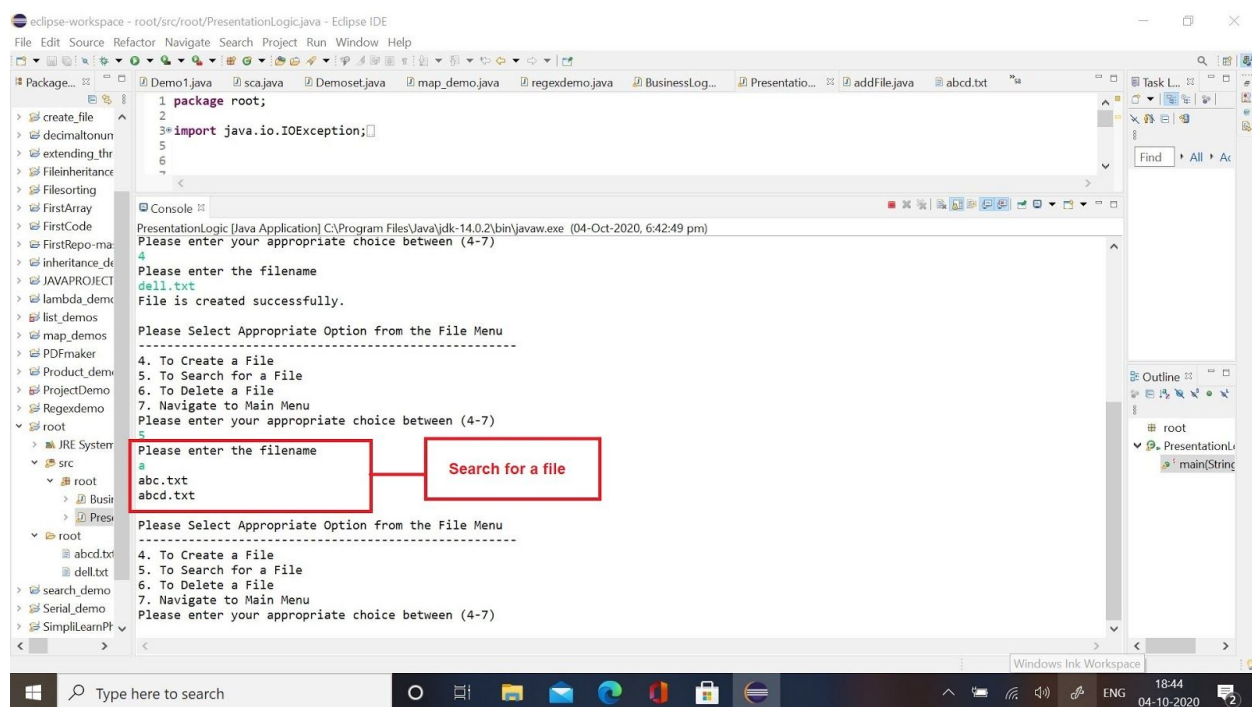 eclipse-workspace - root/src/root/PresentationLogic.java - Eclipse IDE
File Edit Source Refactor Navigate Search Project Run Window Help
Package...
Demo1.java sca.java Demoset.java map_demo.java regexdemo.java BusinessLog... Presentatio... addFile.java abcd.txt
Task L...
1 package root;
2
3 import java.io.IOException;
5
6
7
Find All Ac
create_file
decimaltonum
extending_thr
Fileinheritance
Filesorting
FirstArray
FirstCode
FirstRepo-ma
inheritance_de
JAVAPROJECT
lambda_demo
list_demos
map_demos
PDFmaker
Product_demo
ProjectDemo
Regexdemo
root
JRE System
src
root
Busir
Prese
root
abcd.txt
dell.txt
search_demo
Serial_demo
SimpliLearnPh
Console
PresentationLogic [Java Application] C:\Program Files\Java\jdk-14.0.2\bin\javaw.exe (04-Oct-2020, 6:42:49 pm)
Please enter your appropriate choice between (4-7)
4
Please enter the filename
dell.txt
File is created successfully.
Please Select Appropriate Option from the File Menu
---------------------------------------------------
4. To Create a File
5. To Search for a File
6. To Delete a File
7. Navigate to Main Menu
Please enter your appropriate choice between (4-7)
5
Please enter the filename
a
abc.txt
abcd.txt
Search for a file
Please Select Appropriate Option from the File Menu
---------------------------------------------------
4. To Create a File
5. To Search for a File
6. To Delete a File
7. Navigate to Main Menu
Please enter your appropriate choice between (4-7)
Outline
root
PresentationLo
main(String
Windows Ink Workspace
Type here to search
ENG
18:44
04-10-2020